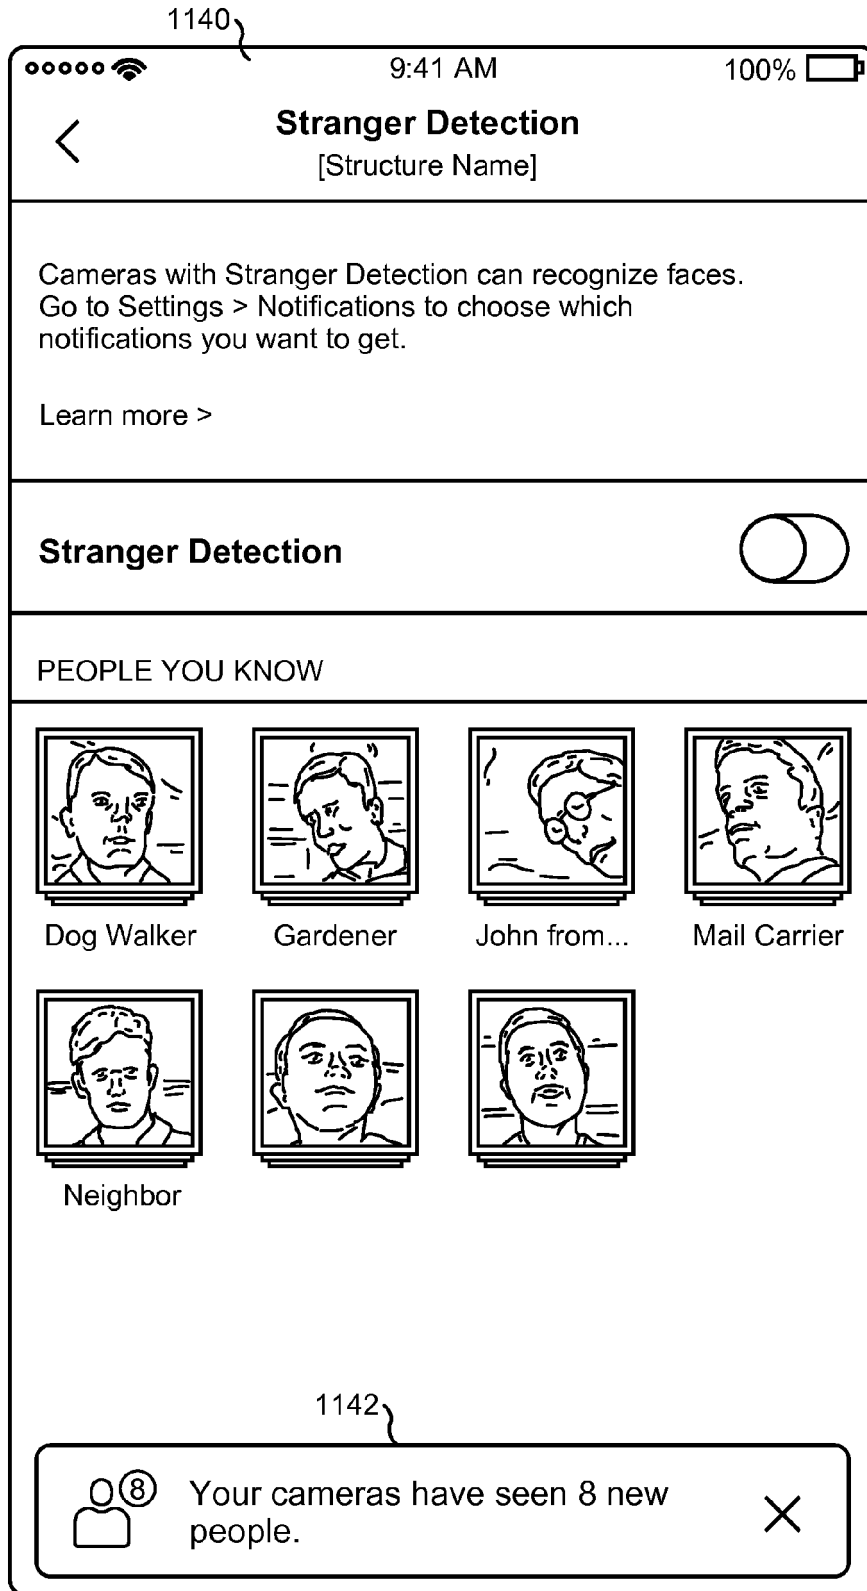 1140
9:41 AM
100%
Stranger Detection
[Structure Name]
Cameras with Stranger Detection can recognize faces.
Go to Settings > Notifications to choose which
notifications you want to get.
Learn more >
Stranger Detection
PEOPLE YOU KNOW
Dog Walker
Gardener
John from...
Mail Carrier
Neighbor
1142
8
Your cameras have seen 8 new
people.